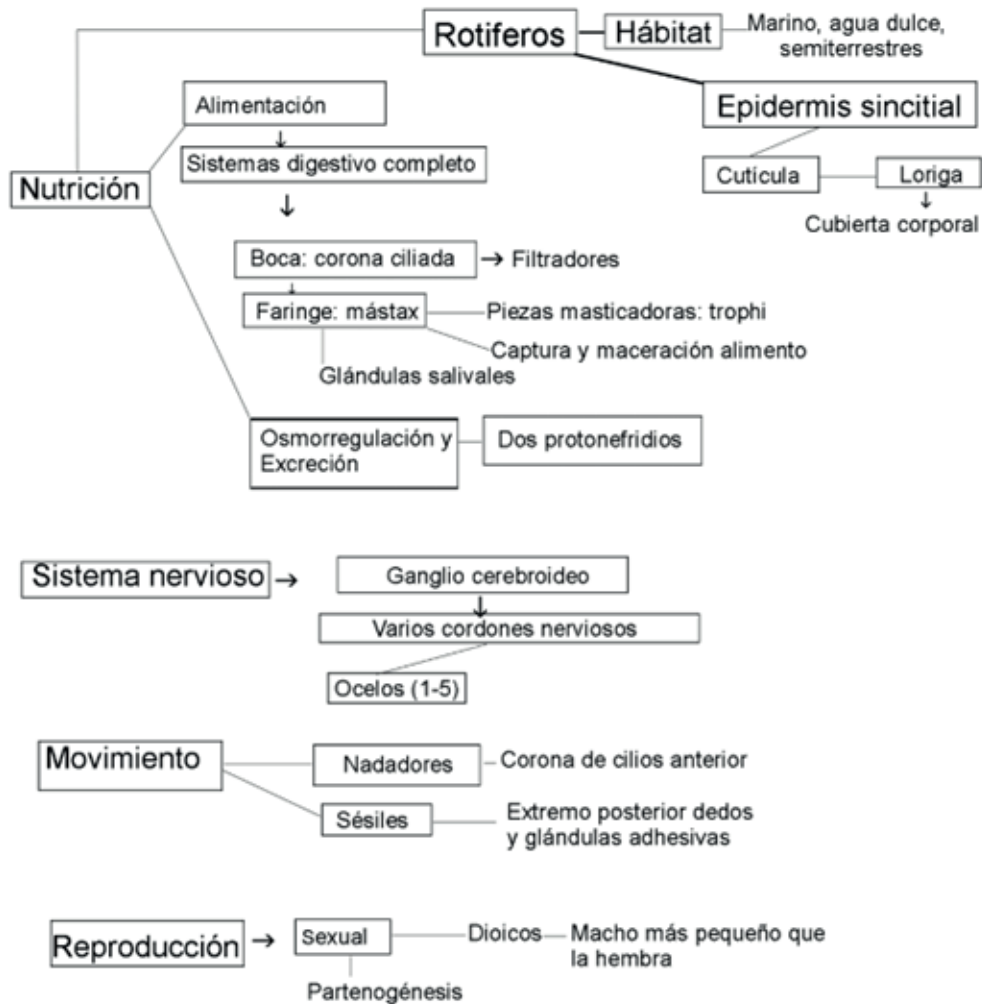 Rotiferos
Hábitat
Marino, agua dulce,
semiterrestres
Epidermis sincitial
Cutícula
Loriga
Cubierta corporal
Nutrición
Alimentación
Sistemas digestivo completo
Boca: corona ciliada
Filtradores
Faringe: mástax
Piezas masticadoras: trophi
Captura y maceración alimento
Glándulas salivales
Osmorregulación y
Excreción
Dos protonefridios
Sistema nervioso
Ganglio cerebroideo
Varios cordones nerviosos
Ocelos (1-5)
Movimiento
Nadadores
Corona de cilios anterior
Sésiles
Extremo posterior dedos
y glándulas adhesivas
Reproducción
Sexual
Dioicos
Macho más pequeño que
la hembra
Partenogénesis